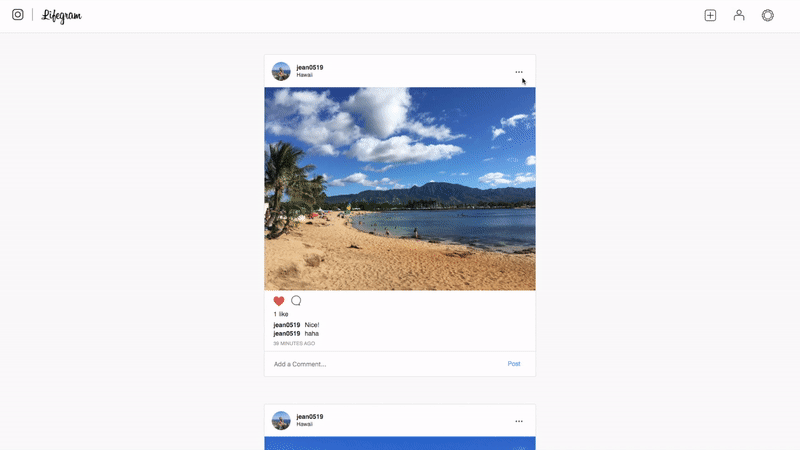 Lifegram
jean0519
Hawaii
1 like
jean0519 Nice!
jean0519 haha
38 MINUTES AGO
Add a Comment... Post
jean0519
Hawaii